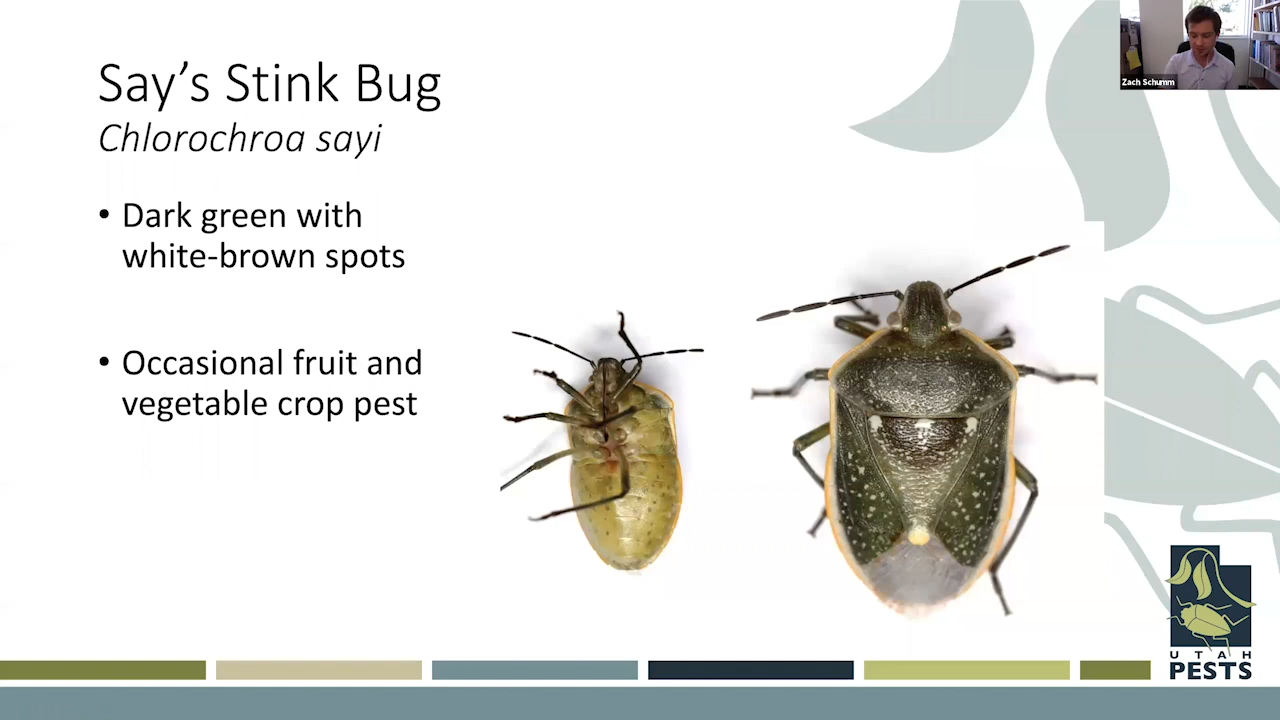 Say’s Stink Bug
Chlorochroa sayi
• Dark green with
white-brown spots
• Occasional fruit and
vegetable crop pest
Zach Schumm
UTAH
PESTS